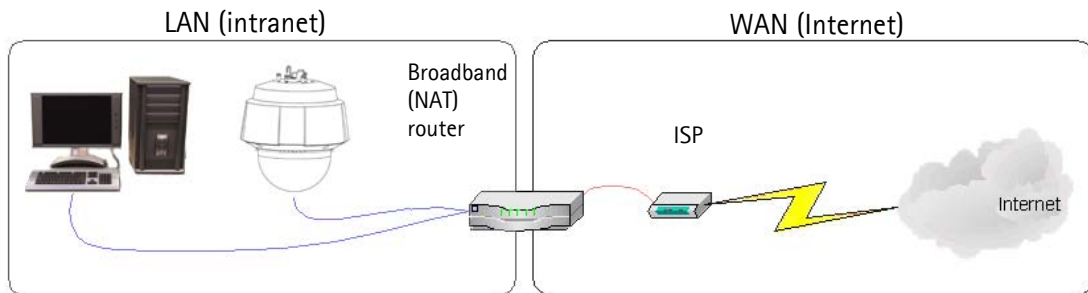 LAN (intranet)
WAN (Internet)
Broadband
(NAT)
router
ISP
Internet